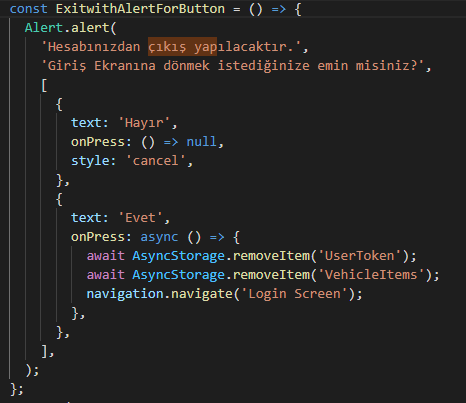 const ExitwithAlertForButton = () => {
Alert.alert(
'Hesabınızdan çıkış yapılacaktır.',
'Giriş Ekranına dönmek istediğinize emin misiniz?',
[
{
text: 'Hayır',
onPress: () => null,
style: 'cancel',
},
{
text: 'Evet',
onPress: async () => {
await AsyncStorage.removeItem('UserToken');
await AsyncStorage.removeItem('VehicleItems');
navigation.navigate('Login Screen');
},
},
],
);
};